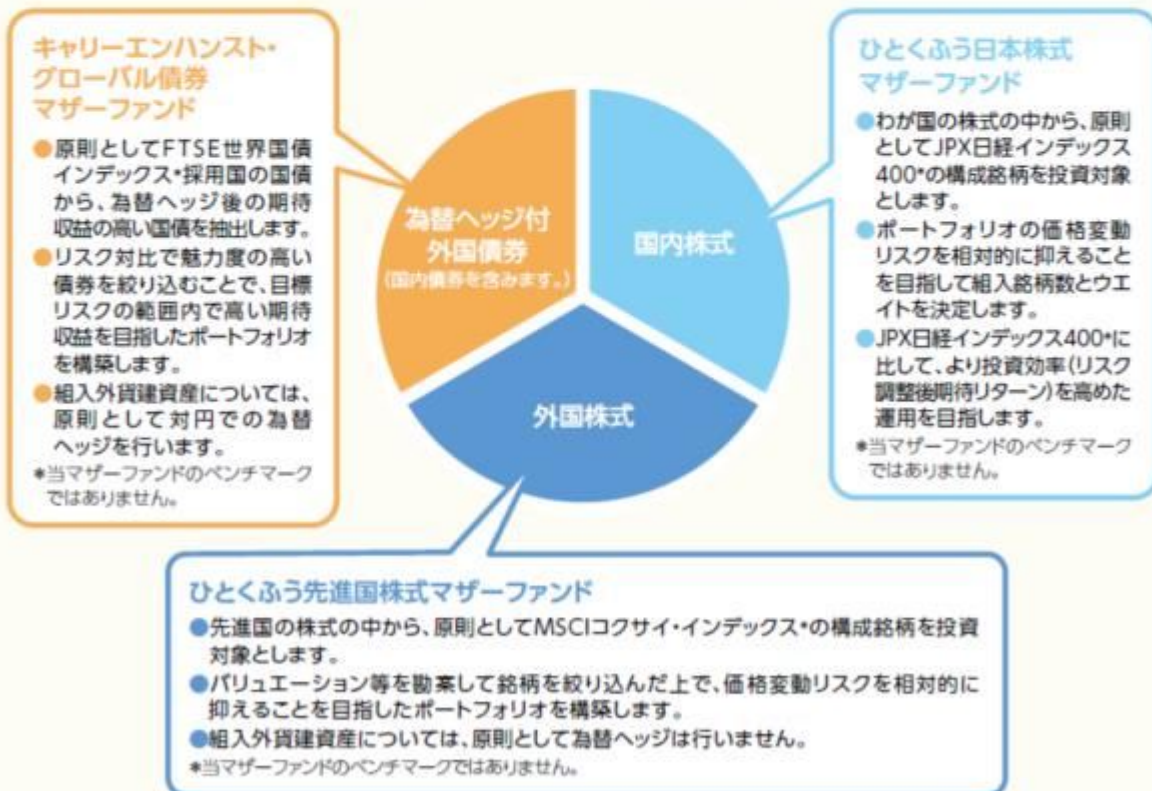 キャリーエンハンスト・
グローバル債券
マザーファンド
●原則としてFTSE世界国債
インデックス*採用国の国債
から、為替ヘッジ後の期待
収益の高い国債を抽出します。
●リスク対比で魅力度の高い
債券を絞り込むことで、目標
リスクの範囲内で高い期待
収益を目指したポートフォリオ
を構築します。
●組入外貨建資産については、
原則として対円での為替
ヘッジを行います。
*当マザーファンドのベンチマーク
ではありません。
為替ヘッジ付
外国債券
(国内債券を含みます。)
国内株式
外国株式
ひとくふう日本株式
マザーファンド
●わが国の株式の中から、原則
としてJPX日経インデックス
400*の構成銘柄を投資対象
とします。
●ポートフォリオの価格変動
リスクを相対的に抑えること
を目指して組入銘柄数とウエ
イトを決定します。
●JPX日経インデックス400*に
比して、より投資効率(リスク
調整後期待リターン)を高めた
運用を目指します。
*当マザーファンドのベンチマーク
ではありません。
ひとくふう先進国株式マザーファンド
●先進国の株式の中から、原則としてMSCIコクサイ・インデックス*の構成銘柄を投資
対象とします。
●バリュエーション等を勘案して銘柄を絞り込んだ上で、価格変動リスクを相対的に
抑えることを目指したポートフォリオを構築します。
●組入外貨建資産については、原則として為替ヘッジは行いません。
*当マザーファンドのベンチマークではありません。